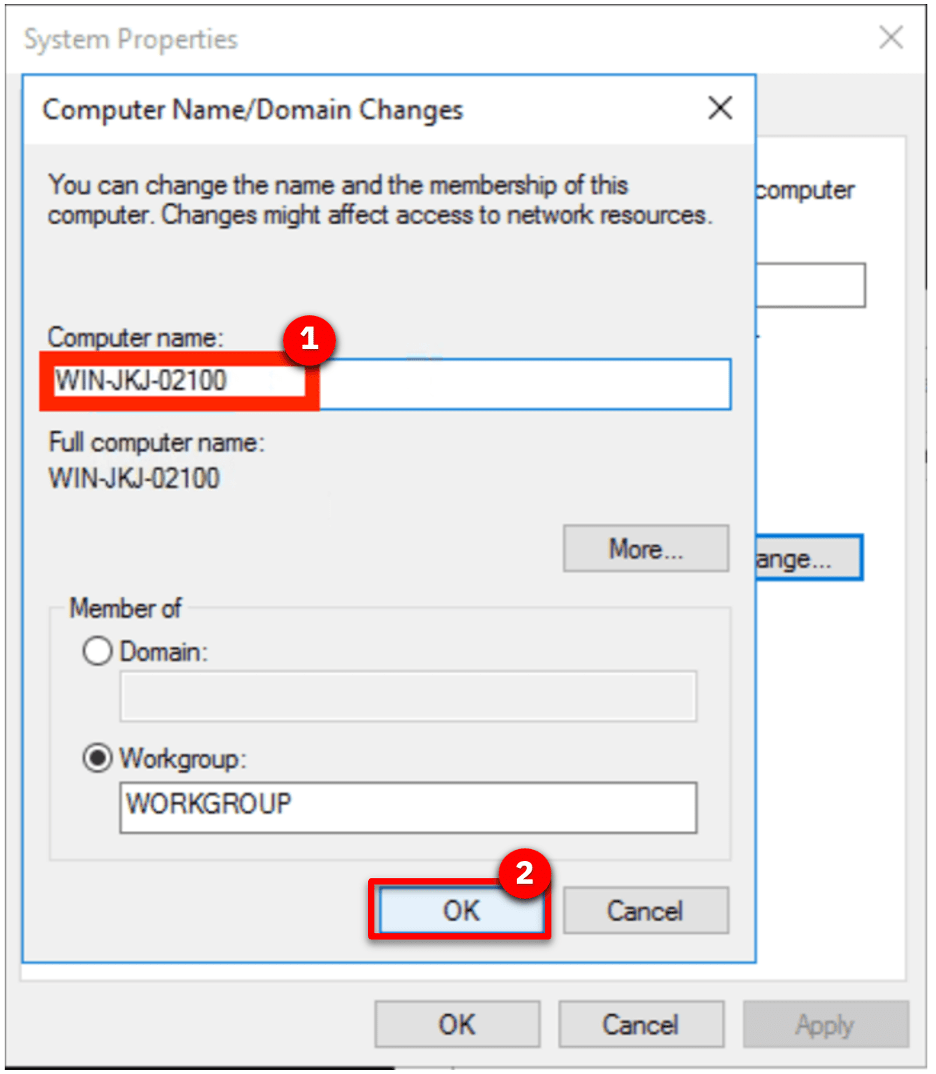 System Properties
Computer Name/Domain Changes
You can change the name and the membership of this
computer. Changes might affect access to network resources.
computer
Computer name:
1
WIN-JKJ-02100
Full computer name:
WIN-JKJ-02100
More...
ange...
Member of
Domain:
Workgroup:
WORKGROUP
2
OK
Cancel
OK
Cancel
Apply